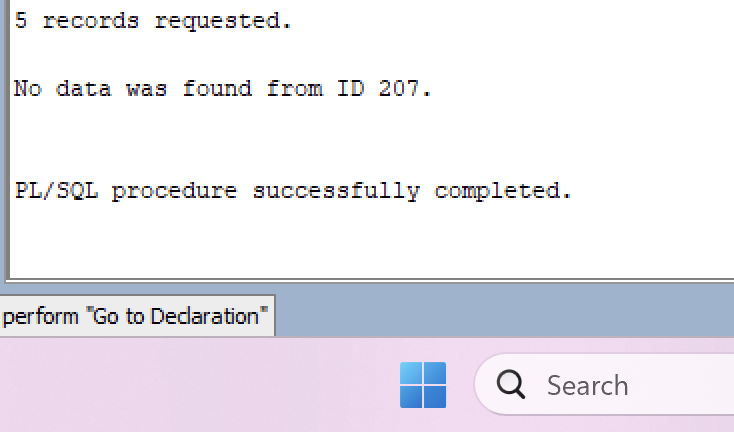 5 records requested.
No data was found from ID 207.
PL/SQL procedure successfully completed.
perform "Go to Declaration"
Search